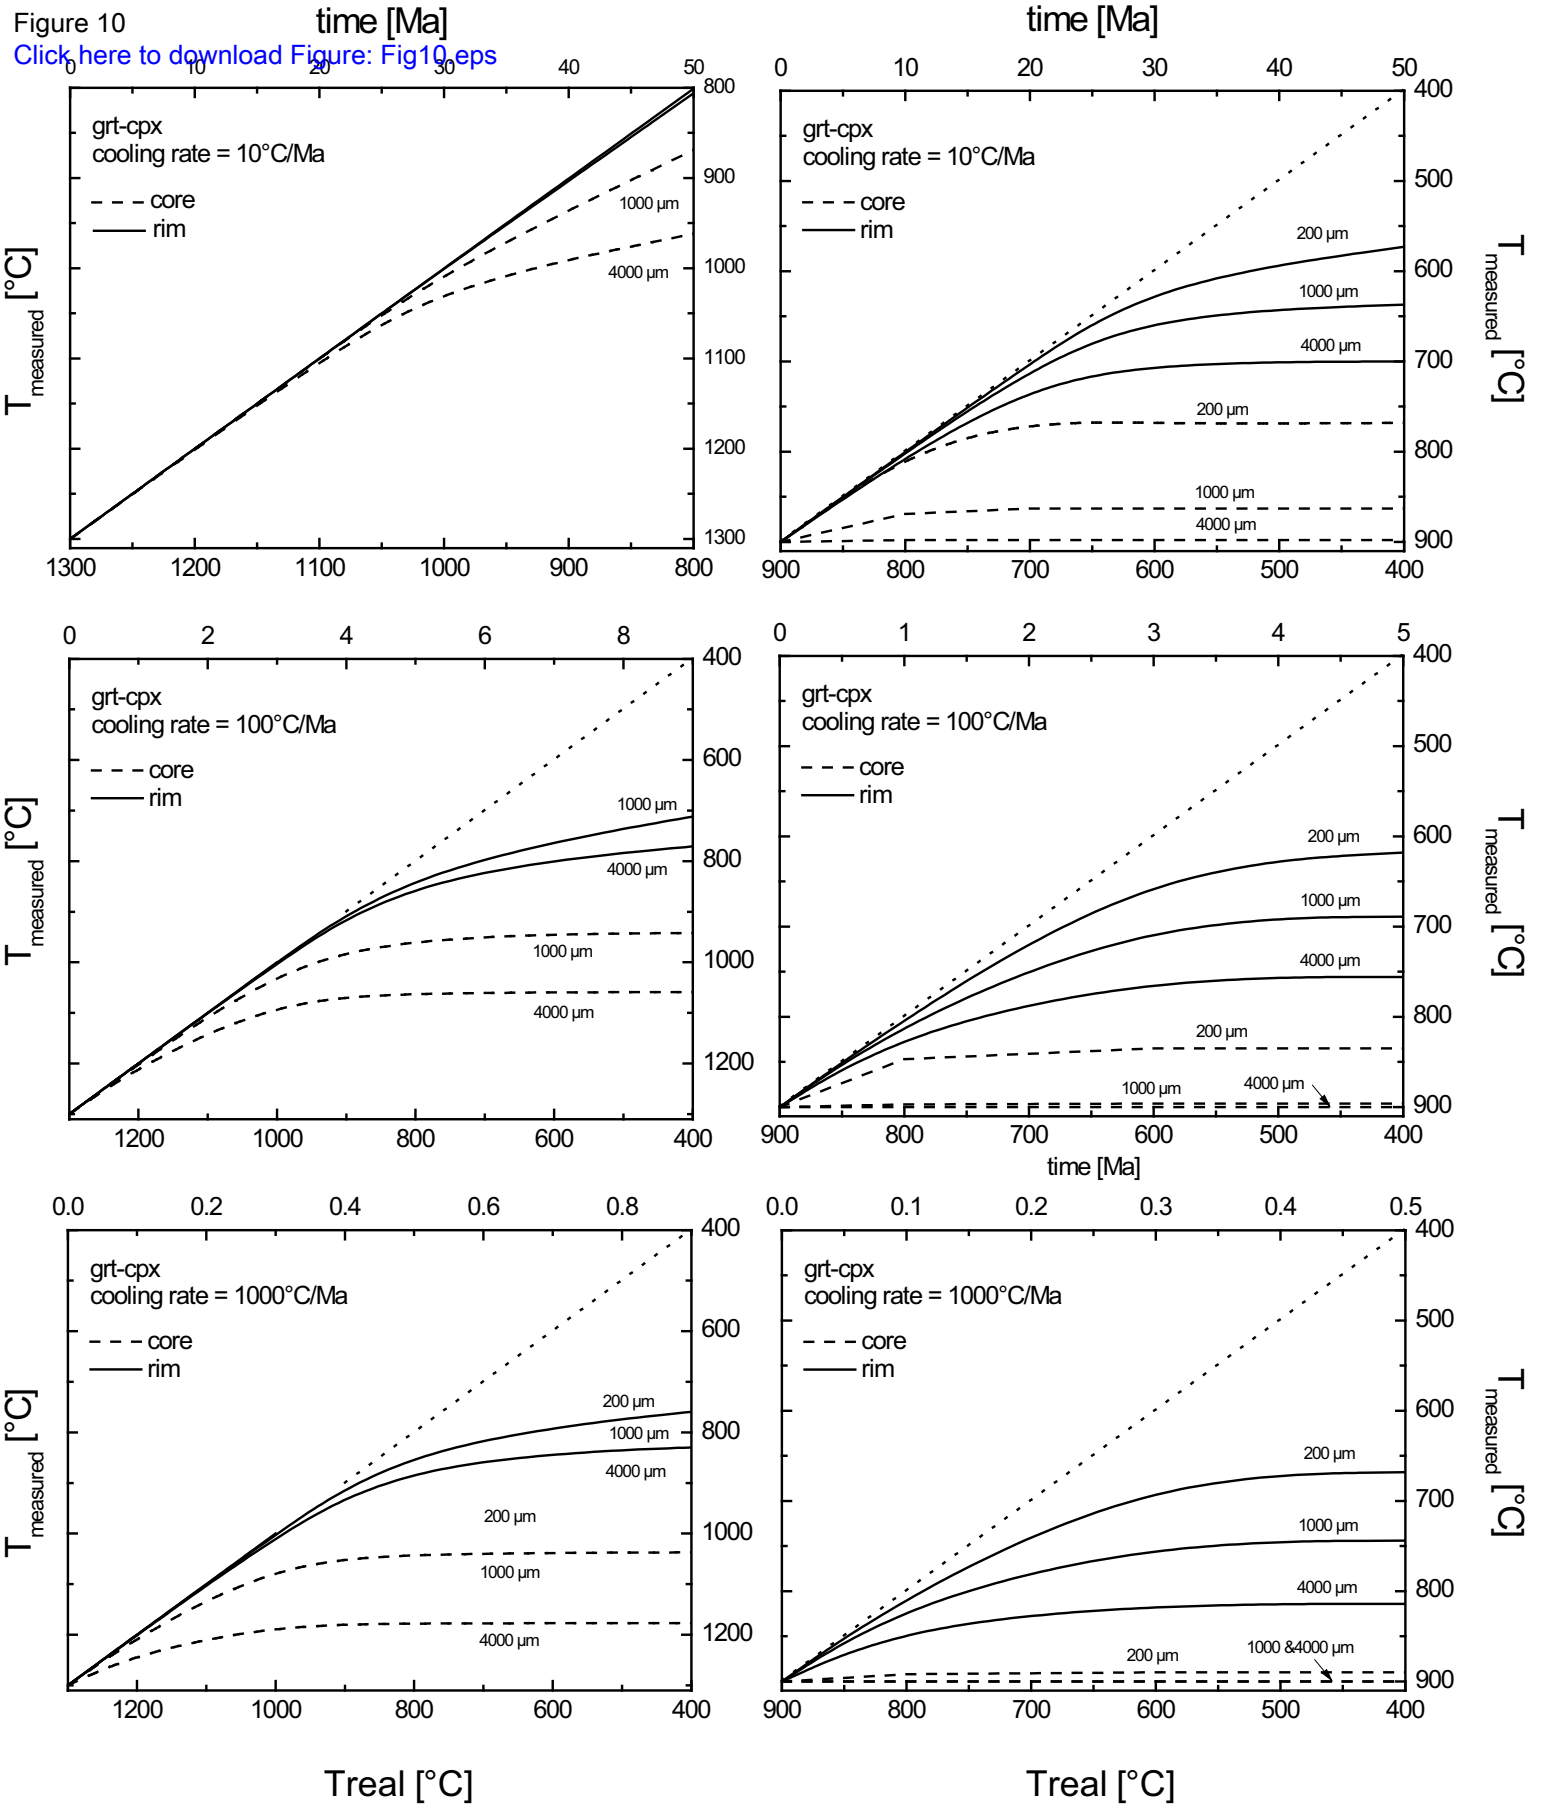 Figure 10
Click here to download Figure: Fig10.eps
time [Ma]
time [Ma]
0 10 20 30 40 50
0 10 20 30 40 50
grt-cpx
cooling rate = 10°C/Ma
core
rim
1000 µm
4000 µm
800
900
1000
1100
1200
1300
T measured [°C]
1300 1200 1100 1000 900 800
grt-cpx
cooling rate = 10°C/Ma
core
rim
200 µm
1000 µm
4000 µm
200 µm
1000 µm
4000 µm
400
500
600
700
800
900
T measured [°C]
900 800 700 600 500 400
0 2 4 6 8
grt-cpx
cooling rate = 100°C/Ma
core
rim
1000 µm
4000 µm
1000 µm
4000 µm
400
600
800
1000
1200
T measured [°C]
1200 1000 800 600 400
0 1 2 3 4 5
grt-cpx
cooling rate = 100°C/Ma
core
rim
200 µm
1000 µm
4000 µm
200 µm
1000 µm
4000 µm
400
500
600
700
800
900
T measured [°C]
900 800 700 600 500 400
time [Ma]
0.0 0.2 0.4 0.6 0.8
grt-cpx
cooling rate = 1000°C/Ma
core
rim
200 µm
1000 µm
4000 µm
200 µm
1000 µm
4000 µm
400
600
800
1000
1200
T measured [°C]
1200 1000 800 600 400
Treal [°C]
0.0 0.1 0.2 0.3 0.4 0.5
grt-cpx
cooling rate = 1000°C/Ma
core
rim
200 µm
1000 µm
4000 µm
200 µm
1000 &4000 µm
400
500
600
700
800
900
T measured [°C]
900 800 700 600 500 400
Treal [°C]